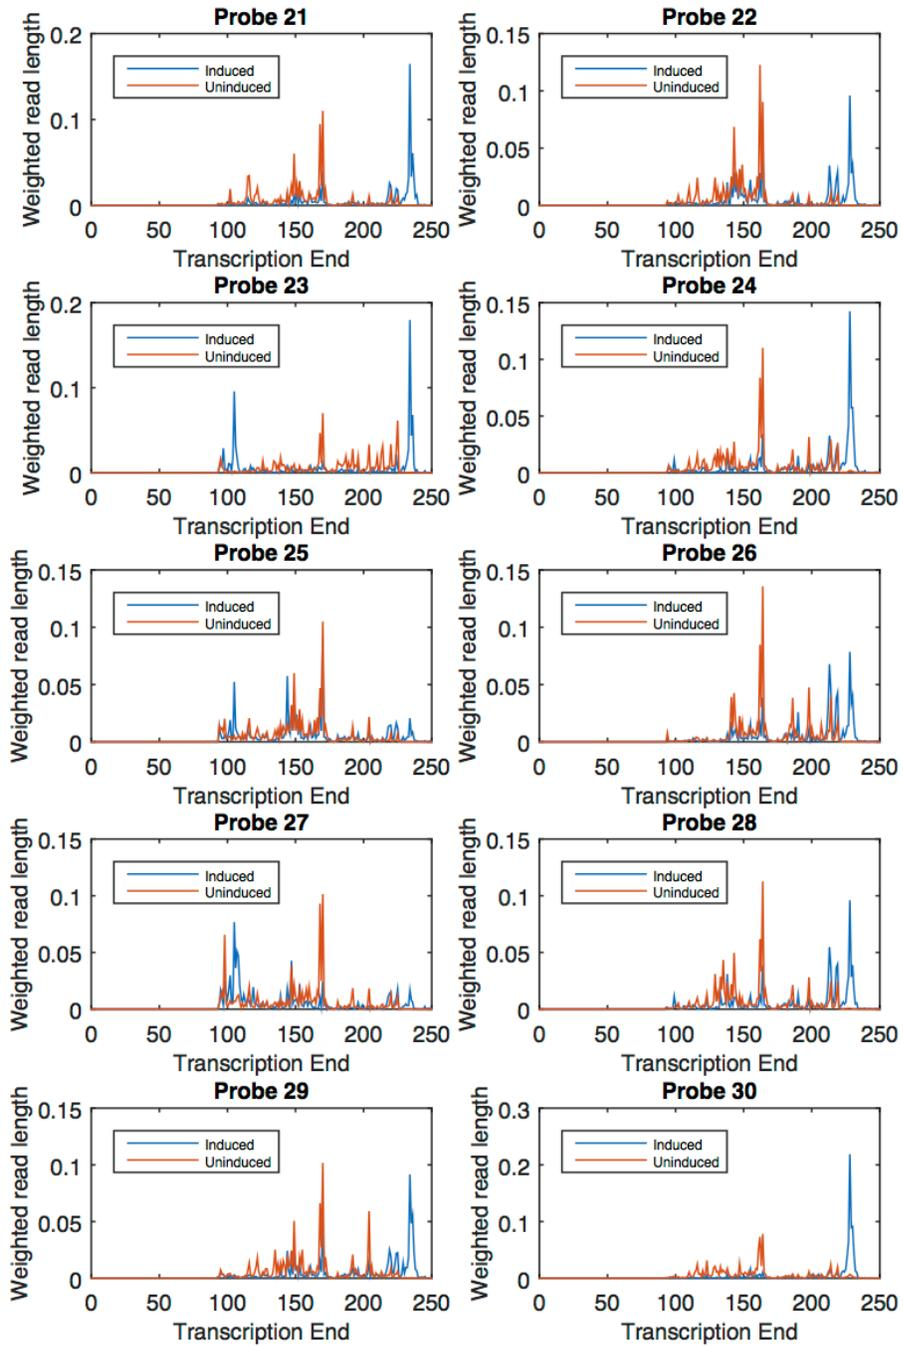 Probe 21
Weighted read length
0.2
0.1
0
Induced
Uninduced
0 50 100 150 200 250
Transcription End
Probe 22
Weighted read length
0.15
0.1
0.05
0
Induced
Uninduced
0 50 100 150 200 250
Transcription End
Probe 23
Weighted read length
0.2
0.1
0
Induced
Uninduced
0 50 100 150 200 250
Transcription End
Probe 24
Weighted read length
0.15
0.1
0.05
0
Induced
Uninduced
0 50 100 150 200 250
Transcription End
Probe 25
Weighted read length
0.15
0.1
0.05
0
Induced
Uninduced
0 50 100 150 200 250
Transcription End
Probe 26
Weighted read length
0.15
0.1
0.05
0
Induced
Uninduced
0 50 100 150 200 250
Transcription End
Probe 27
Weighted read length
0.15
0.1
0.05
0
Induced
Uninduced
0 50 100 150 200 250
Transcription End
Probe 28
Weighted read length
0.15
0.1
0.05
0
Induced
Uninduced
0 50 100 150 200 250
Transcription End
Probe 29
Weighted read length
0.15
0.1
0.05
0
Induced
Uninduced
0 50 100 150 200 250
Transcription End
Probe 30
Weighted read length
0.3
0.2
0.1
0
Induced
Uninduced
0 50 100 150 200 250
Transcription End